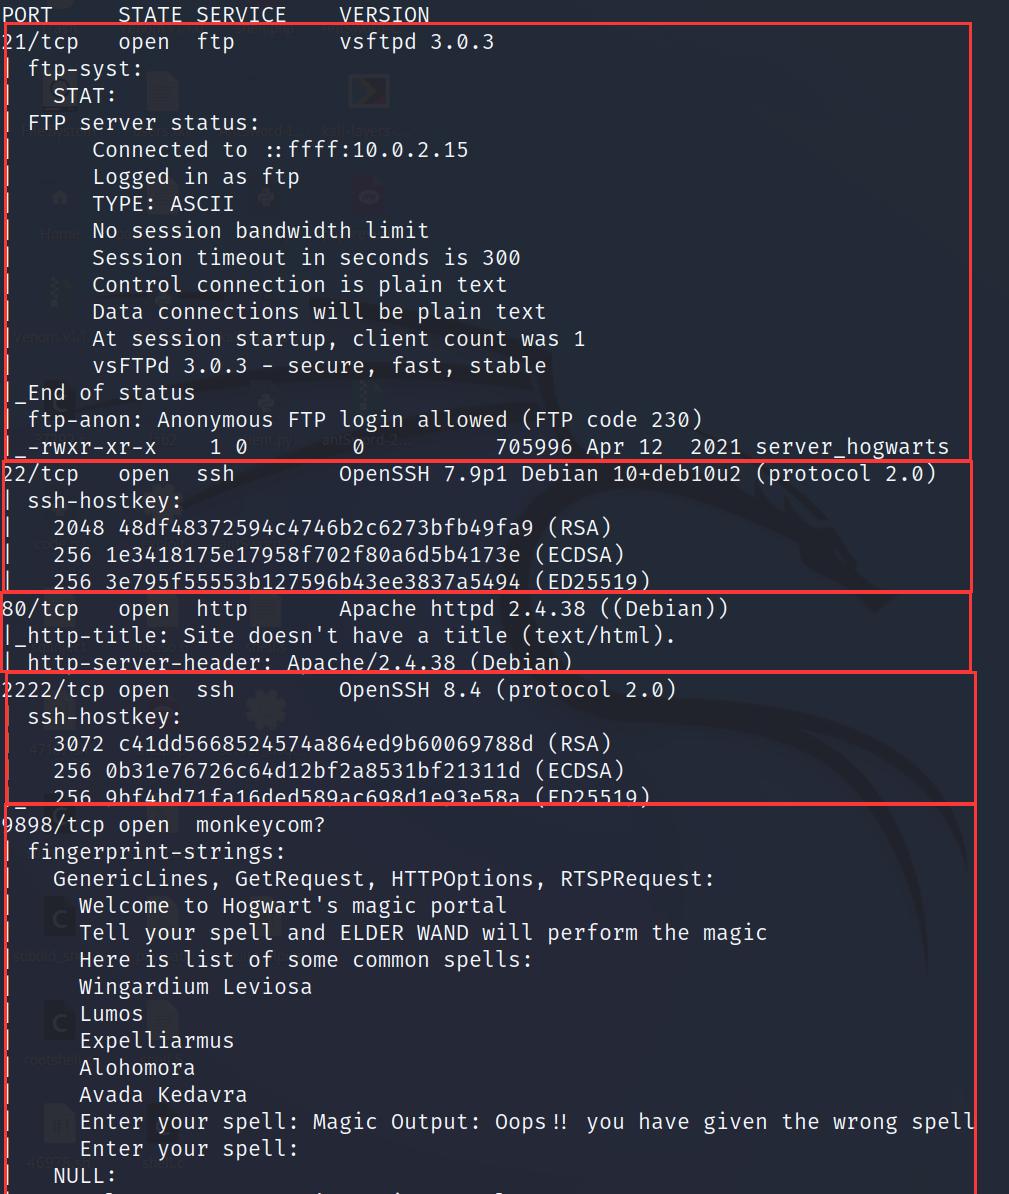 PORT STATE SERVICE VERSION
21/tcp open ftp vsftpd 3.0.3
| ftp-syst:
| STAT:
| FTP server status:
| Connected to ::ffff:10.0.2.15
| Logged in as ftp
| TYPE: ASCII
| No session bandwidth limit
| Session timeout in seconds is 300
| Control connection is plain text
| Data connections will be plain text
| At session startup, client count was 1
| vsFTPd 3.0.3 - secure, fast, stable
|_End of status
| ftp-anon: Anonymous FTP login allowed (FTP code 230)
|_-rwxr-xr-x 1 0 0 705996 Apr 12 2021 server_hogwarts
22/tcp open ssh OpenSSH 7.9p1 Debian 10+deb10u2 (protocol 2.0)
| ssh-hostkey:
| 2048 48df48372594c4746b2c6273bfb49fa9 (RSA)
| 256 1e3418175e17958f702f80a6d5b4173e (ECDSA)
| 256 3e795f55553b127596b43ee3837a5494 (ED25519)
80/tcp open http Apache httpd 2.4.38 ((Debian))
|_http-title: Site doesn't have a title (text/html).
|_http-server-header: Apache/2.4.38 (Debian)
2222/tcp open ssh OpenSSH 8.4 (protocol 2.0)
| ssh-hostkey:
| 3072 c41dd5668524574a864ed9b60069788d (RSA)
| 256 0b31e76726c64d12bf2a8531bf21311d (ECDSA)
|_ 256 9bf4bd71fa16ded589ac698d1e93e58a (ED25519)
9898/tcp open monkeycom?
| fingerprint-strings:
| GenericLines, GetRequest, HTTPOptions, RTSPRequest:
| Welcome to Hogwart's magic portal
| Tell your spell and ELDER WAND will perform the magic
| Here is list of some common spells:
| Wingardium Leviosa
| Lumos
| Expelliarmus
| Alohomora
| Avada Kedavra
| Enter your spell: Magic Output: Oops!! you have given the wrong spell
| Enter your spell:
| NULL: